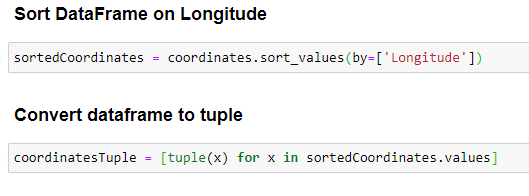 Sort DataFrame on Longitude
sortedCoordinates = coordinates.sort_values(by=['Longitude'])
Convert dataframe to tuple
coordinatesTuple = [tuple(x) for x in sortedCoordinates.values]